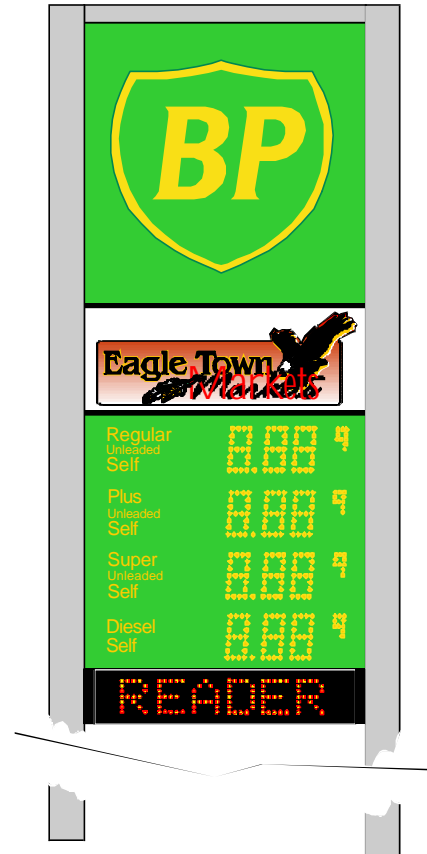 BP
Eagle Town
Markets
Regular
Unleaded
Self
8.88 9
Plus
Unleaded
Self
8.88 9
Super
Unleaded
Self
8.88 9
Diesel
Self
8.88 9
READER